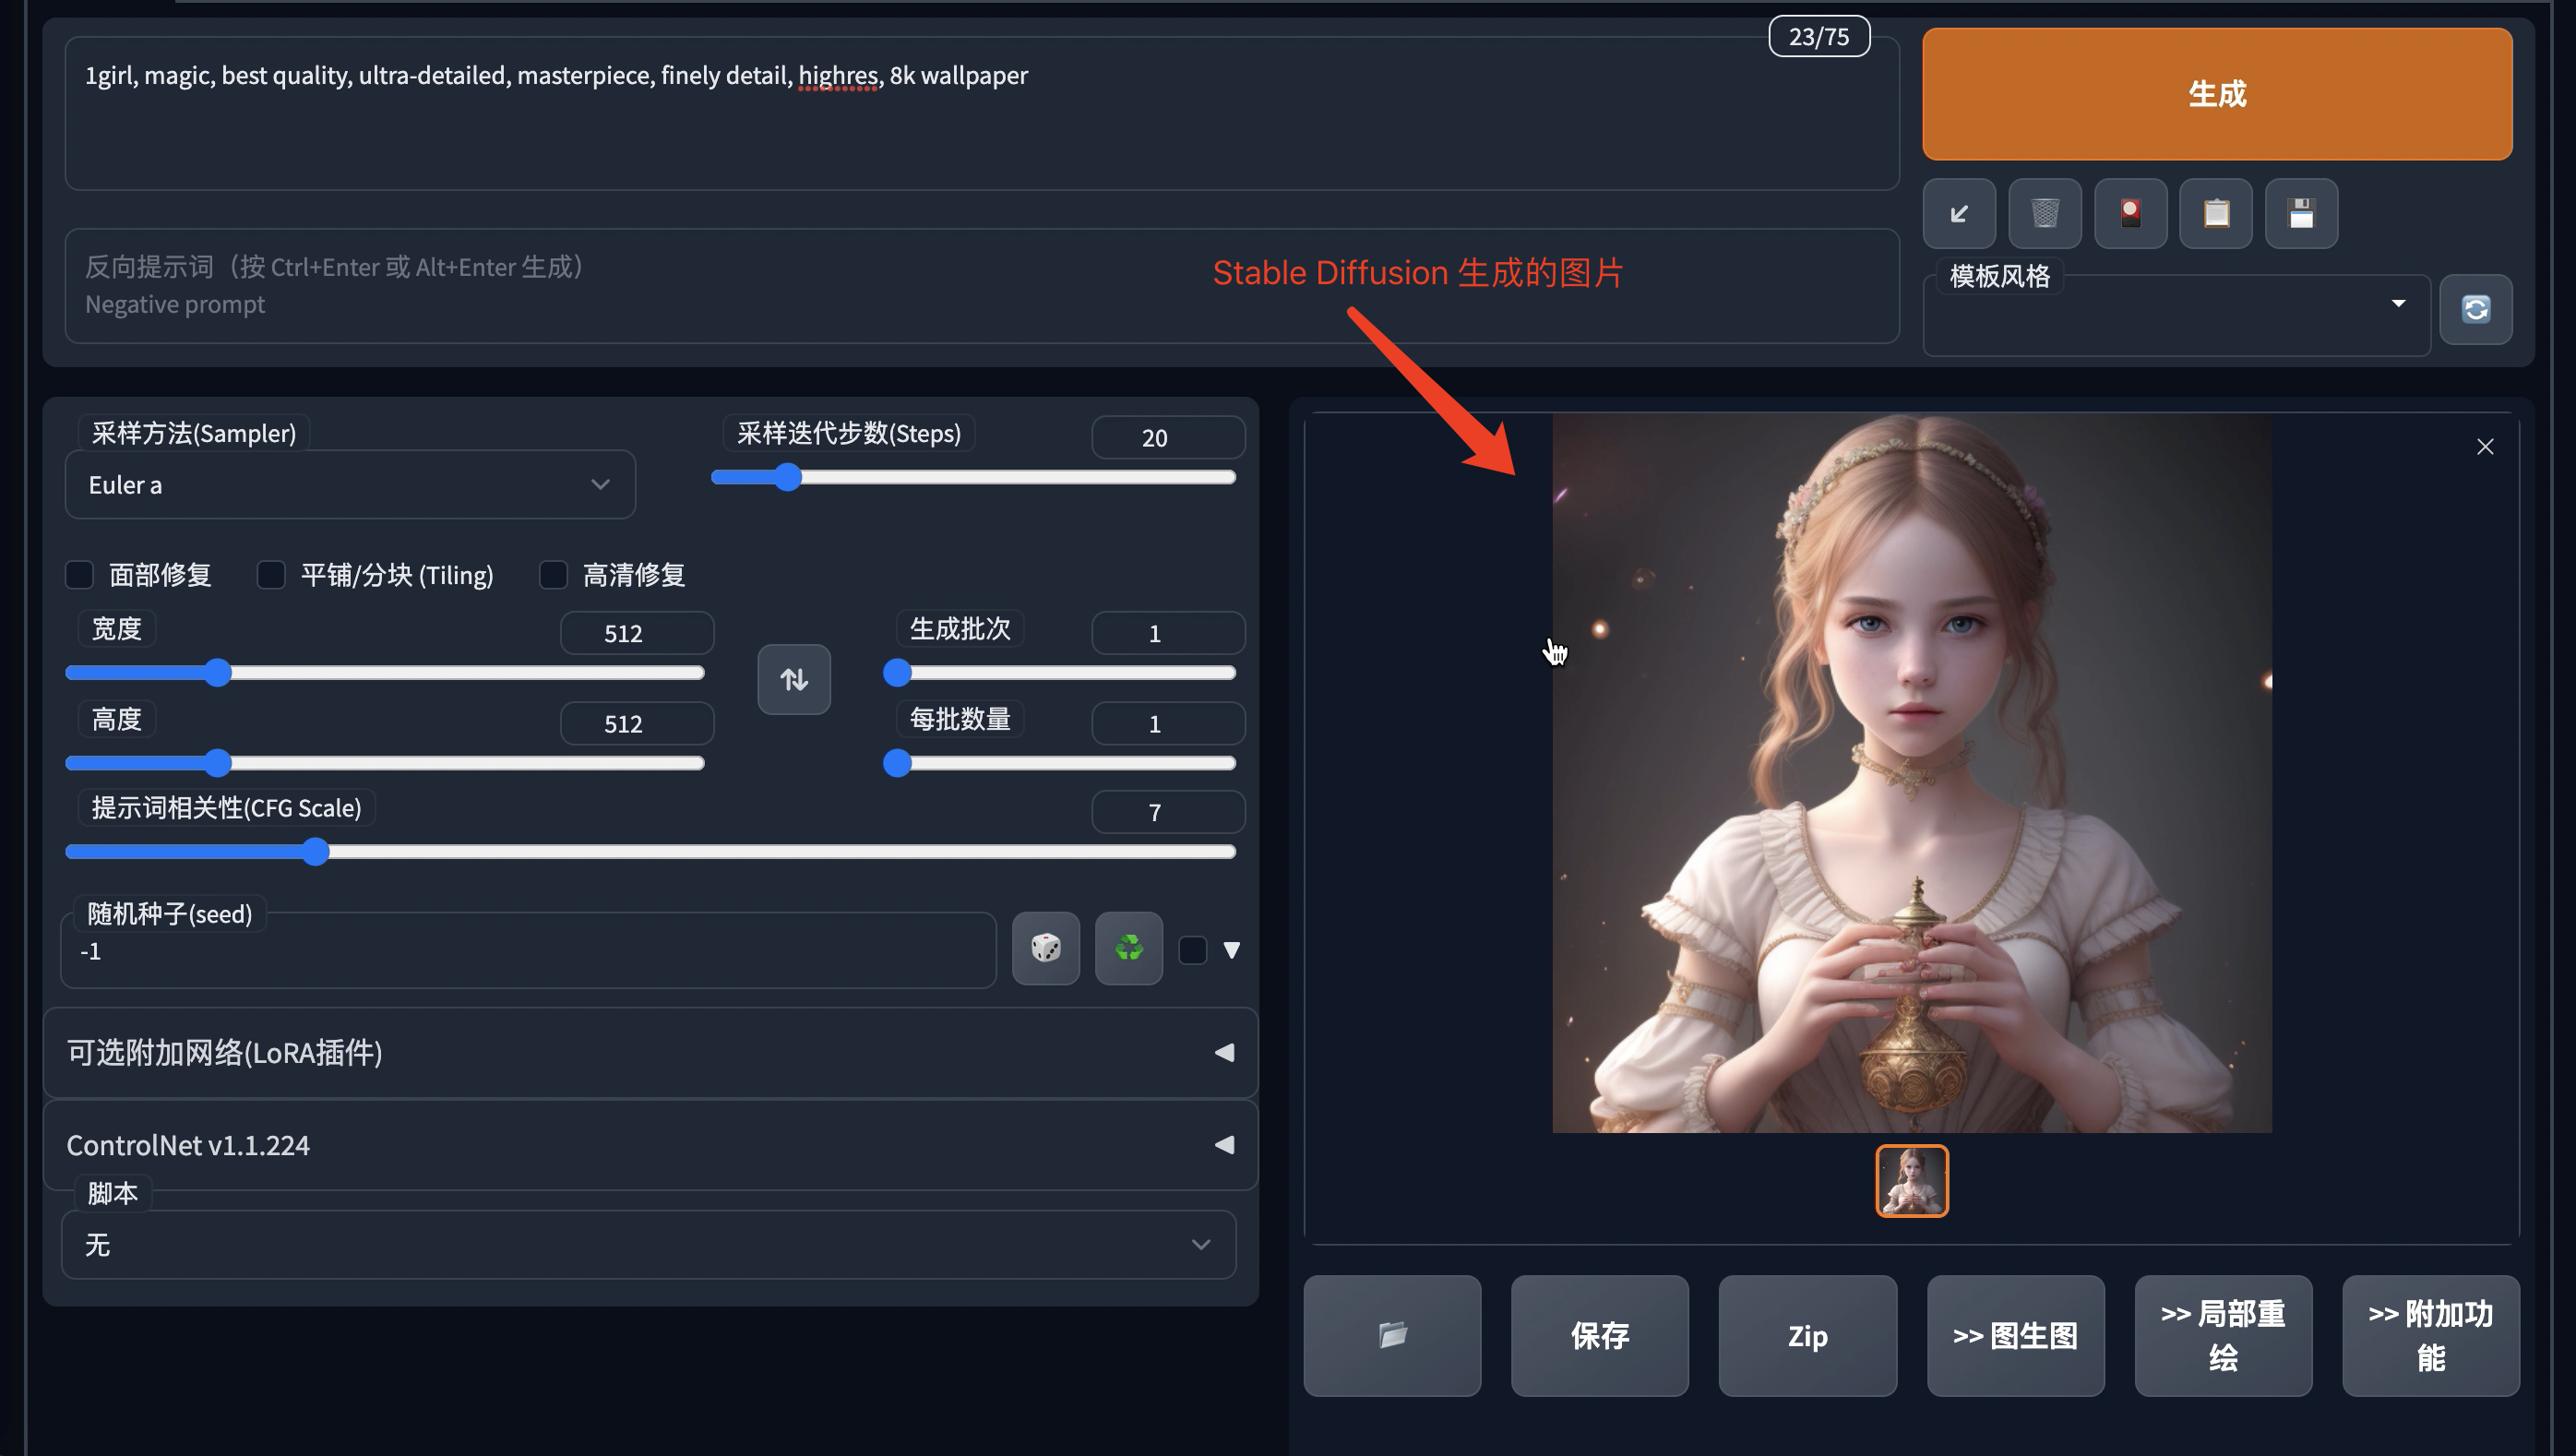 23/75
1girl, magic, best quality, ultra-detailed, masterpiece, finely detail, highres, 8k wallpaper
生成
反向提示词（按 Ctrl+Enter 或 Alt+Enter 生成）
Negative prompt
Stable Diffusion 生成的图片
模板风格
采样方法(Sampler)
Euler a
采样迭代步数(Steps)
20
面部修复
平铺/分块 (Tiling)
高清修复
宽度
512
生成批次
1
高度
512
每批数量
1
提示词相关性(CFG Scale)
7
随机种子(seed)
-1
可选附加网络(LoRA插件)
ControlNet v1.1.224
脚本
无
保存
Zip
>> 图生图
>> 局部重
绘
>> 附加功
能